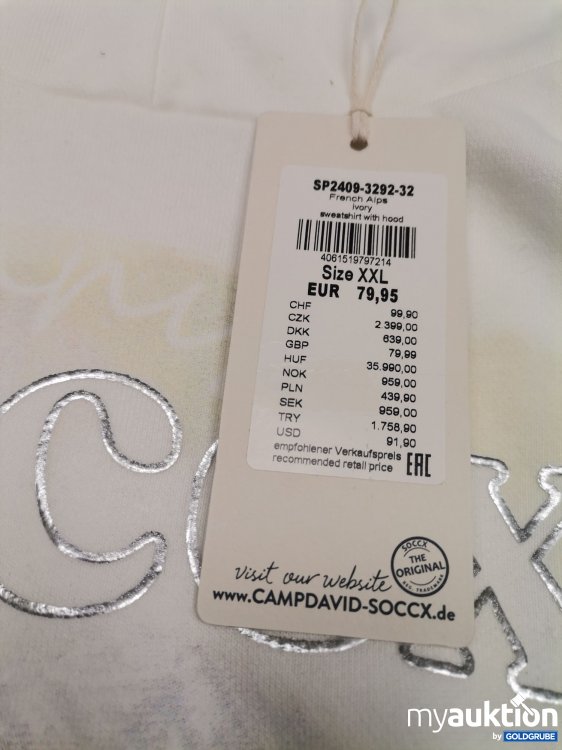 SP2409-3292-32
French Alps
ivory
sweatshirt with hood
4061519797214
Size XXL
EUR 79,95
CHF 99,90
CZK 2.399,00
DKK 639,00
GBP 79,99
HUF 35.990,00
NOK 959,00
PLN 439,90
SEK 959,00
TRY 1.758,90
USD 91,90
empfohlener Verkaufspreis
recommended retail price
EAC
SOCCX
THE
ORIGINAL
REG. TRADEMARK
visit our website
www.CAMPDAVID-SOCCX.de
C C X
myauktion
by GOLDGRUBE